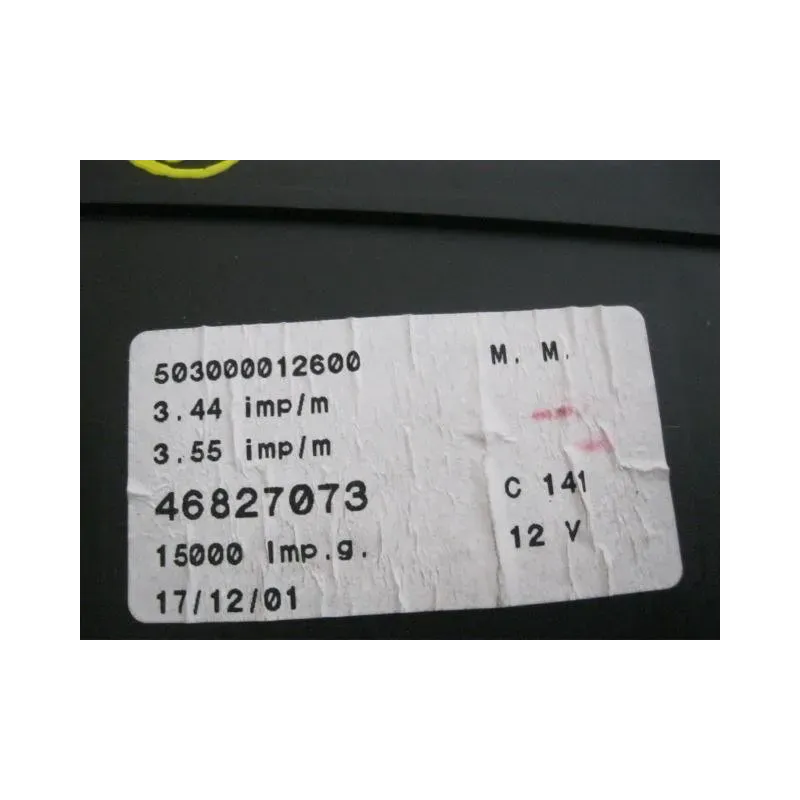 503000012600 M. M.
3.44 imp/m
3.55 imp/m
46827073 C 141
15000 Imp.g. 12 V
17/12/01